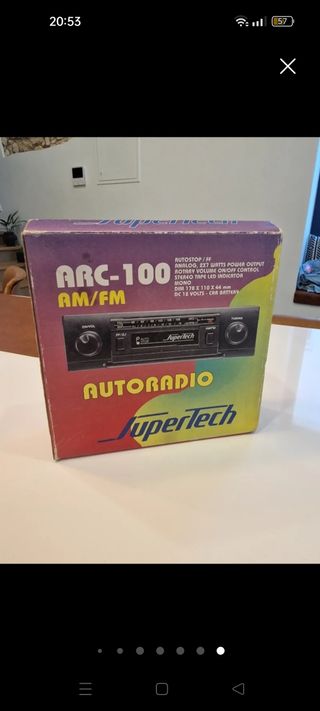 20:53
57
SuperTech
ARC-100
AM/FM
AUTOSTOP / FF
ANALOG, 2X7 WATTS POWER OUTPUT
ROTARY VOLUME ON/OFF CONTROL
STEREO TAPE LED INDICATOR
MONO
DIM 178 X 110 X 44 mm
DC 12 VOLTS - CAR BATTERY
SuperTech
AUTORADIO
SuperTech